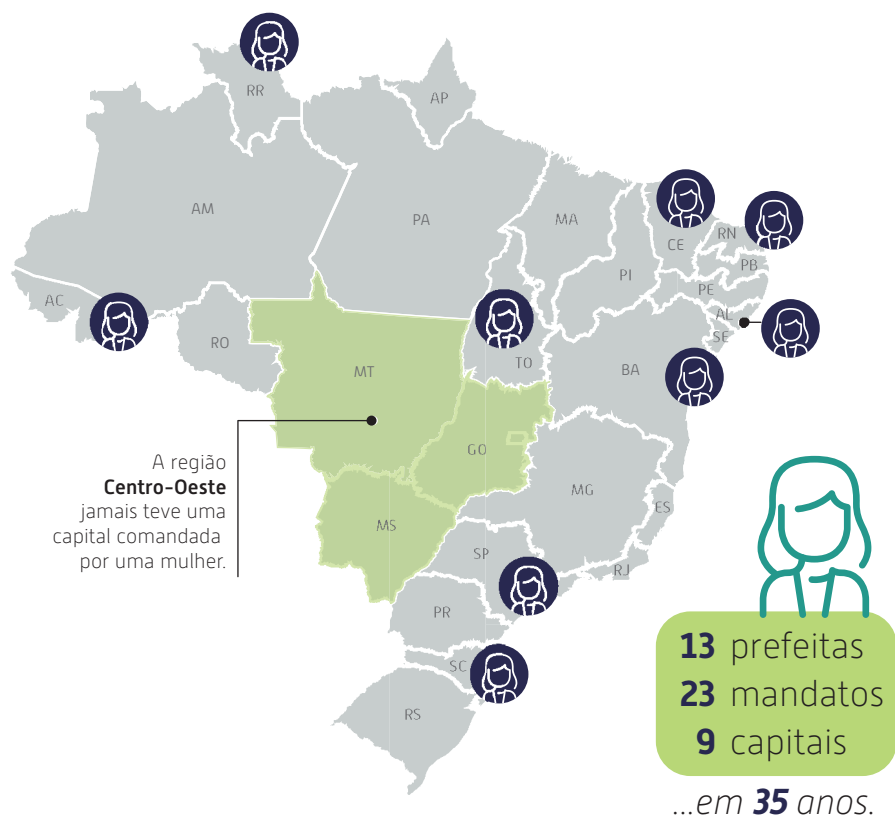 RR
AP
AM
PA
MA
CE
RN
PB
PI
PE
AC
AL
SE
RO
TO
BA
MT
GO
A região
Centro-Oeste
jamais teve uma
capital comandada
por uma mulher.
MG
ES
MS
SP
RJ
PR
SC
RS
13 prefeitas
23 mandatos
9 capitais
...em 35 anos.